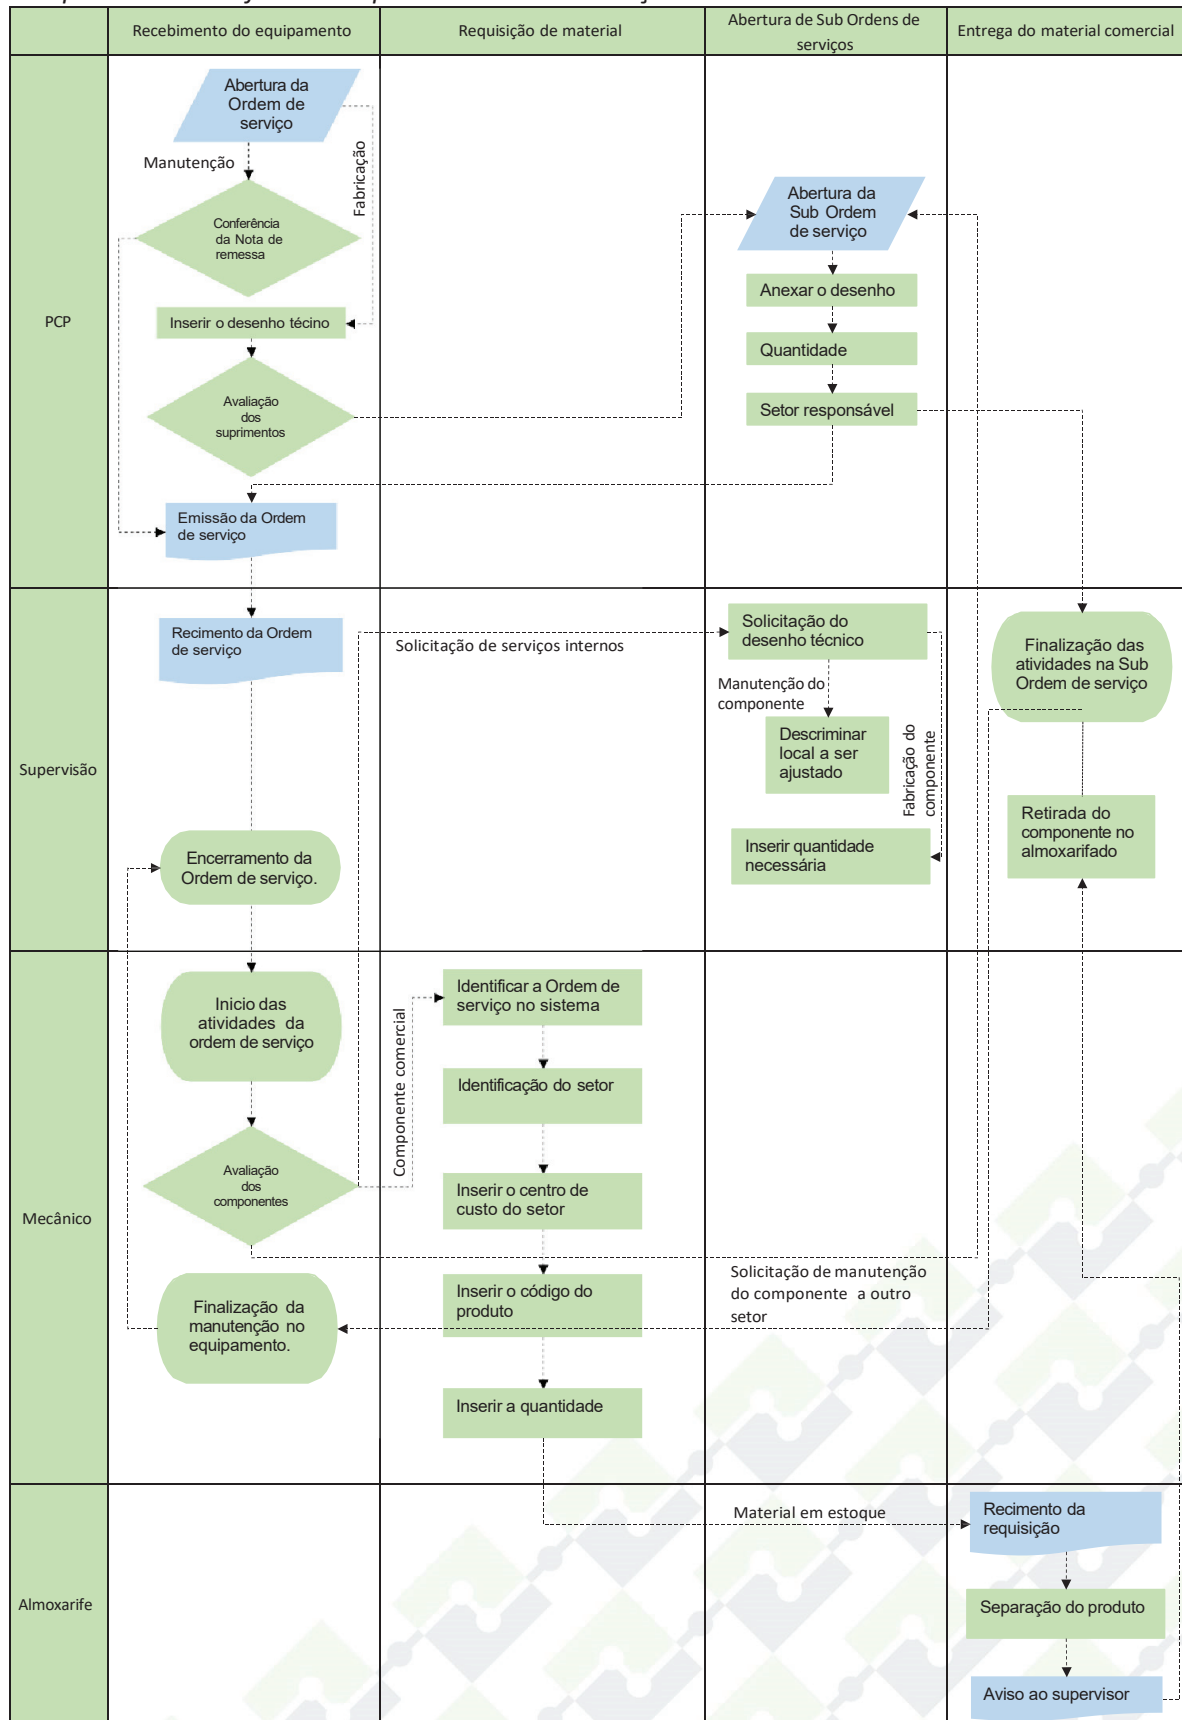 Recebimento do equipamento
Requisição de material
Abertura de Sub Ordens de
serviços
Entrega do material comercial
PCP
Abertura da
Ordem de
serviço
Manutenção
Fabricação
Conferência
da Nota de
remessa
Inserir o desenho técino
Avaliação
dos
suprimentos
Emissão da Ordem
de serviço
Abertura da
Sub Ordem
de serviço
Anexar o desenho
Quantidade
Setor responsável
Supervisão
Recimento da Ordem
de serviço
Encerramento da
Ordem de serviço.
Solicitação de serviços internos
Solicitação do
desenho técnico
Manutenção do
componente
Descriminar
local a ser
ajustado
Fabricação do
componente
Inserir quantidade
necessária
Finalização das
atividades na Sub
Ordem de serviço
Retirada do
componente no
almoxarifado
Mecânico
Inicio das
atividades da
ordem de serviço
Avaliação
dos
componentes
Finalização da
manutenção no
equipamento.
Componente comercial
Identificar a Ordem de
serviço no sistema
Identificação do setor
Inserir o centro de
custo do setor
Inserir o código do
produto
Inserir a quantidade
Solicitação de manutenção
do componente a outro
setor
Almoxarife
Material em estoque
Recimento da
requisição
Separação do produto
Aviso ao supervisor